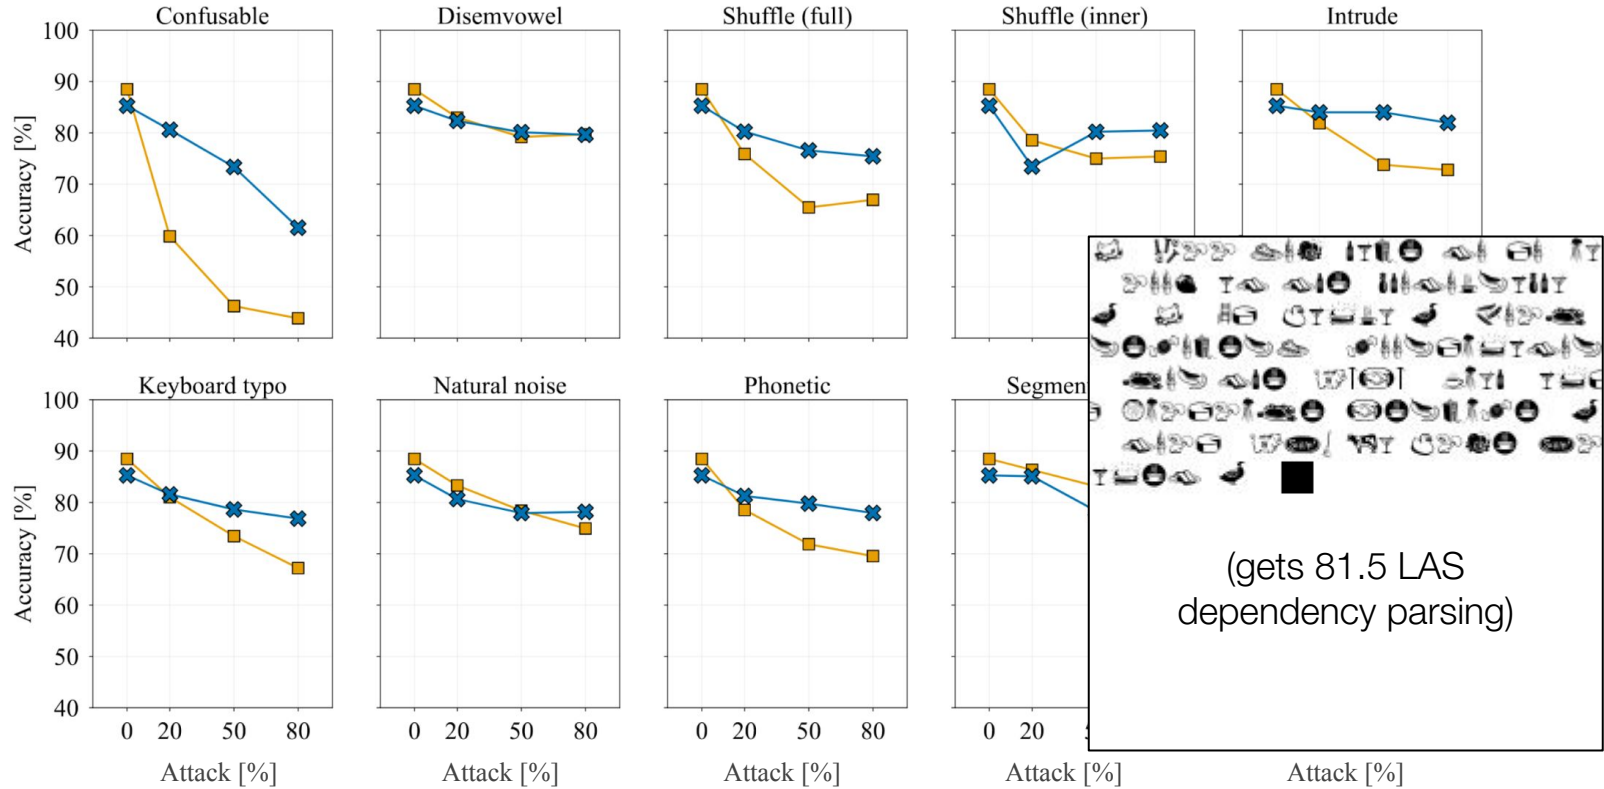 Confusable Disemvowel Shuffle (full) Shuffle (inner) Intrude
100
90
80
70
60
50
40
Accuracy [%]
Keyboard typo Natural noise Phonetic Segmen
100
90
80
70
60
50
40
Accuracy [%]
0 20 50 80 0 20 50 80 0 20 50 80 0 20
Attack [%] Attack [%] Attack [%] Attack [%] Attack [%]
(gets 81.5 LAS
dependency parsing)